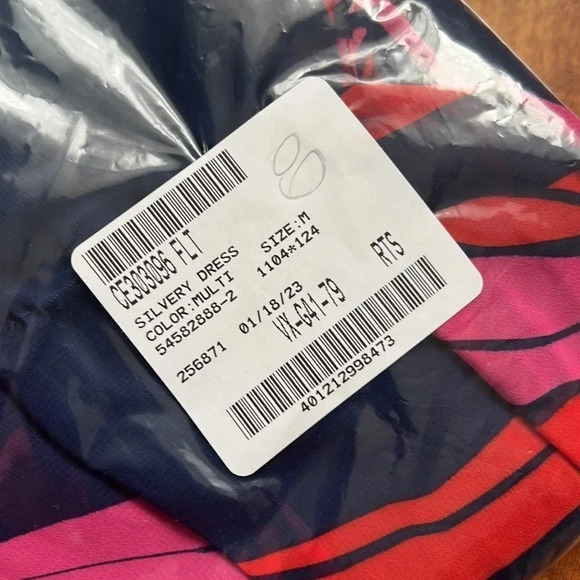 CE303096 FLT
SILVERY DRESS SIZE:M
COLOR:MULTI 1104*124
54582888-2
256871 01/18/23
VX-G41-79 RTS
401212998473